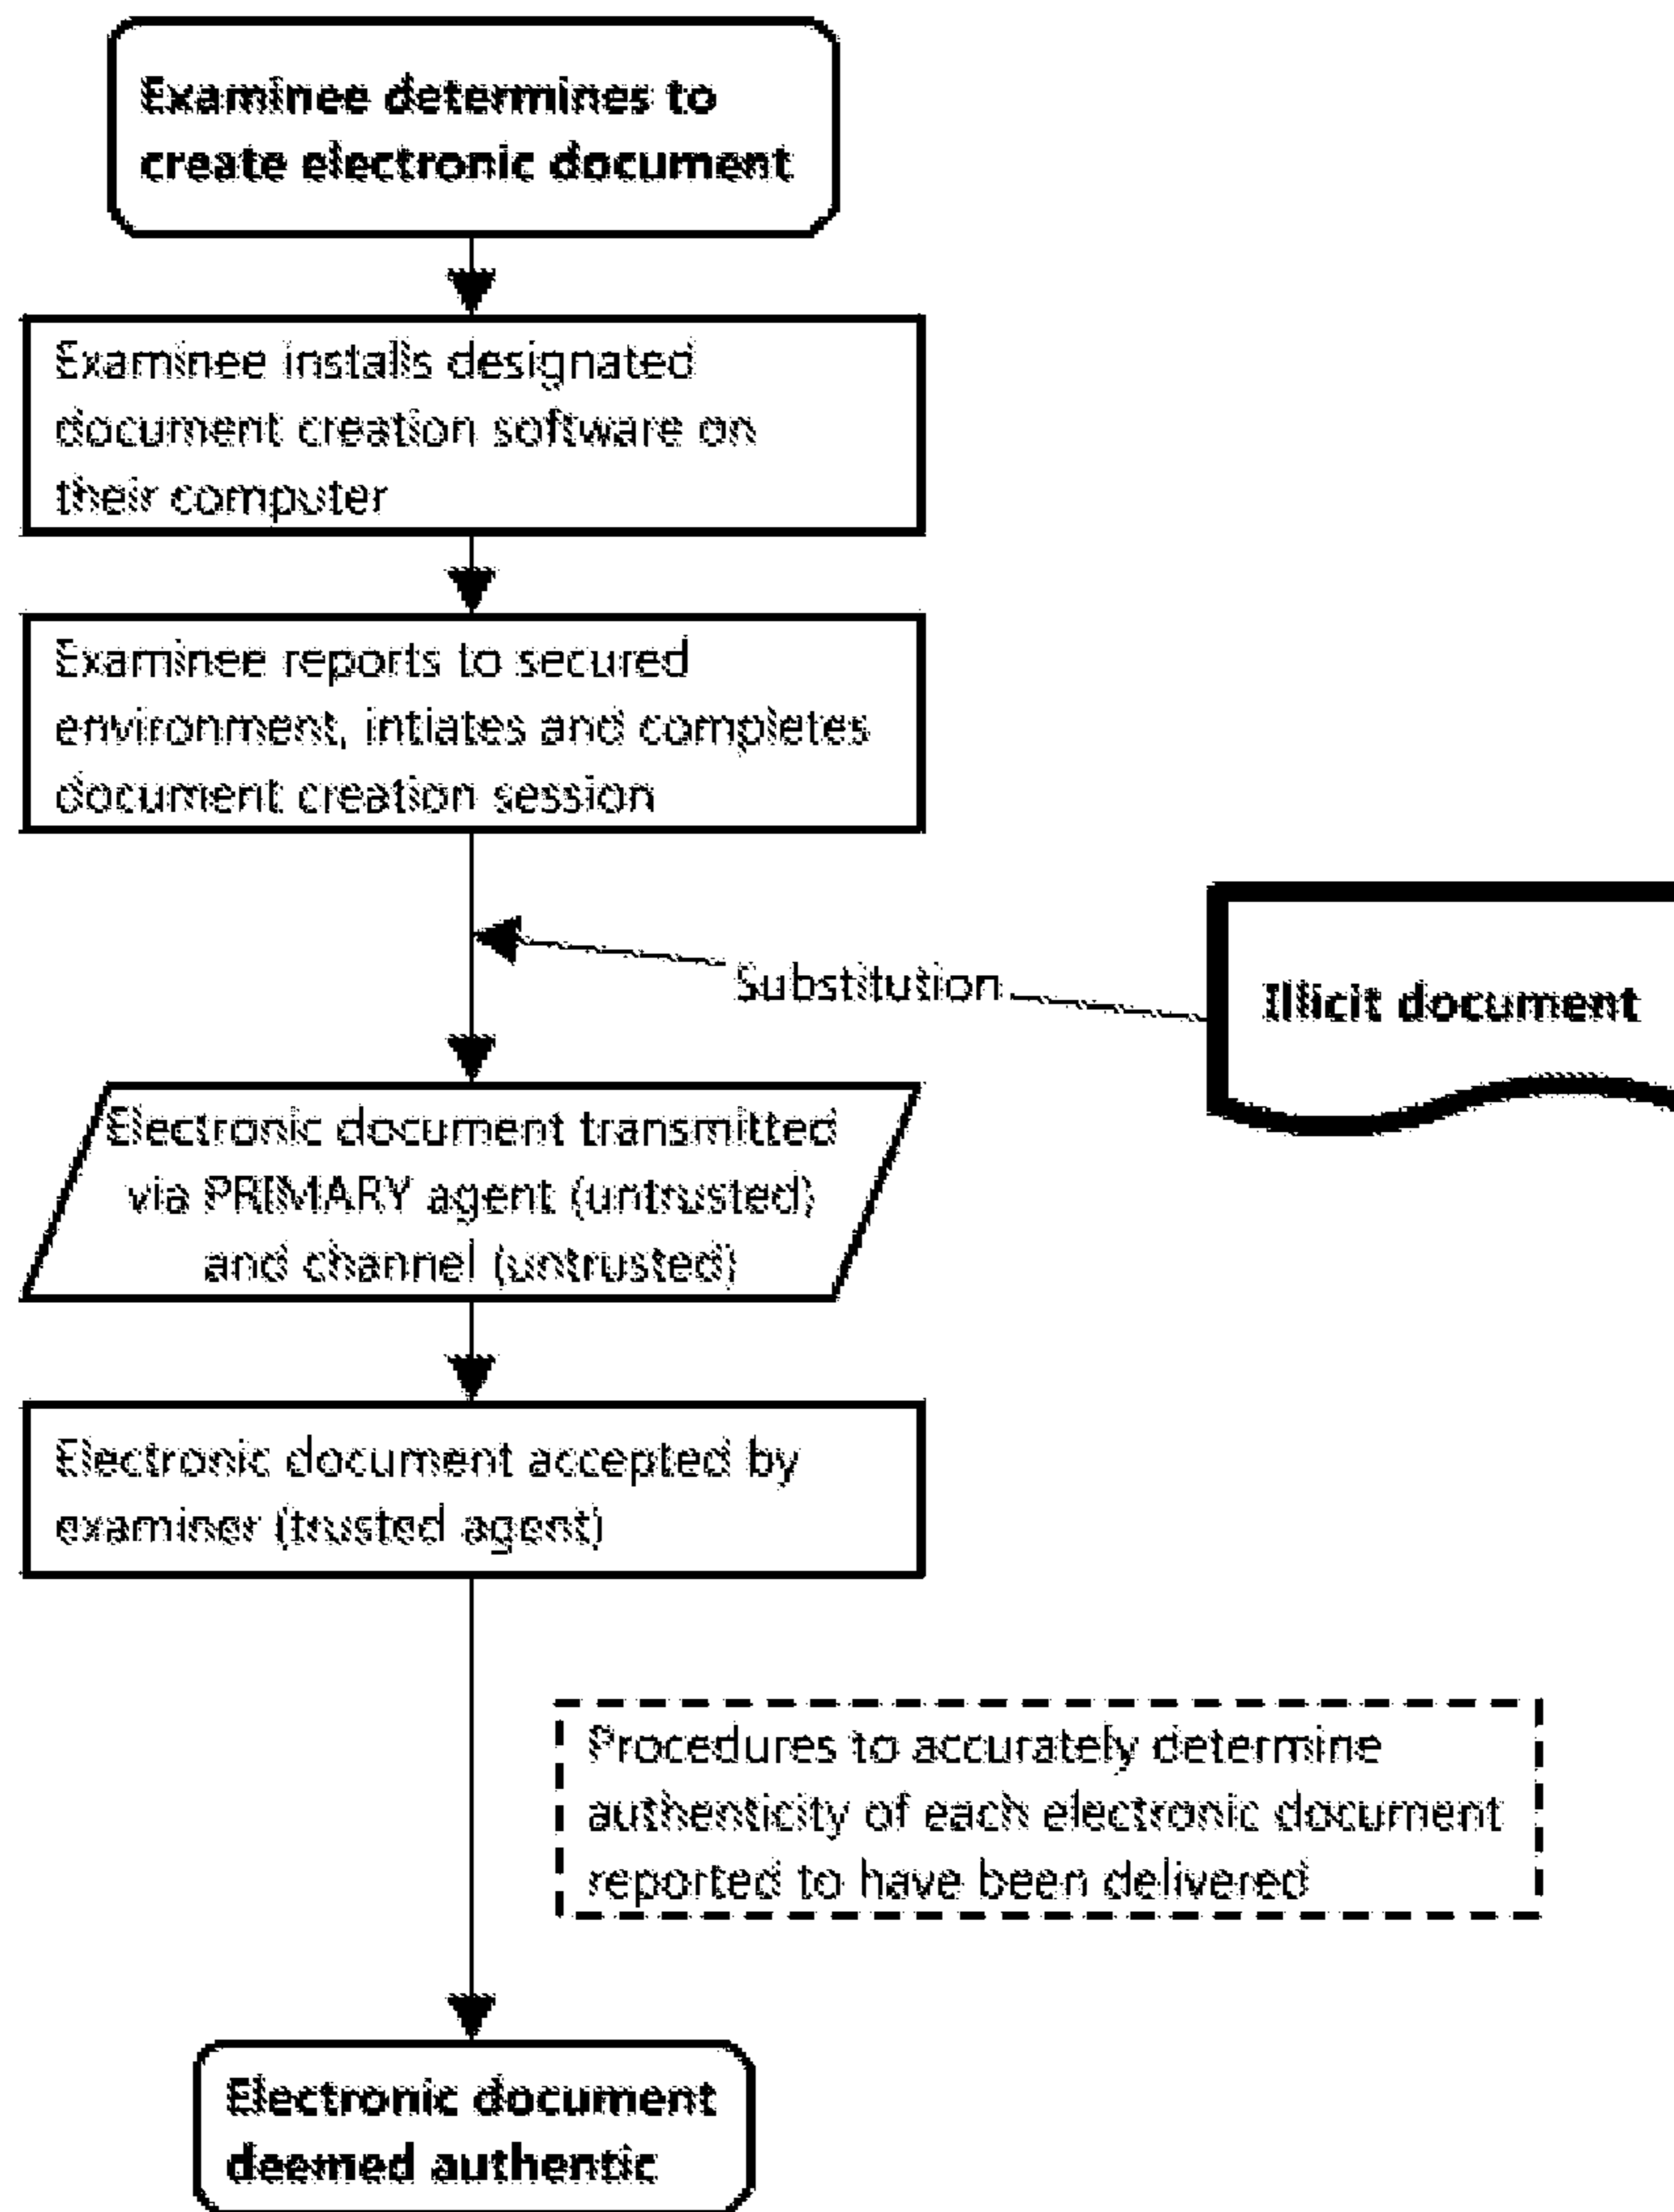 Examinee determines to
create electronic document
Examinee installs designated
document creation software on
their computer
Examinee reports to secured
environment, intiates and completes
document creation session
Substitution
Illicit document
Electronic document transmitted
via PRIMARY agent (untrusted)
and channel (untrusted)
Electronic document accepted by
examiner (trusted agent)
Procedures to accurately determine
authenticity of each electronic document
reported to have been delivered
Electronic document
deemed authentic